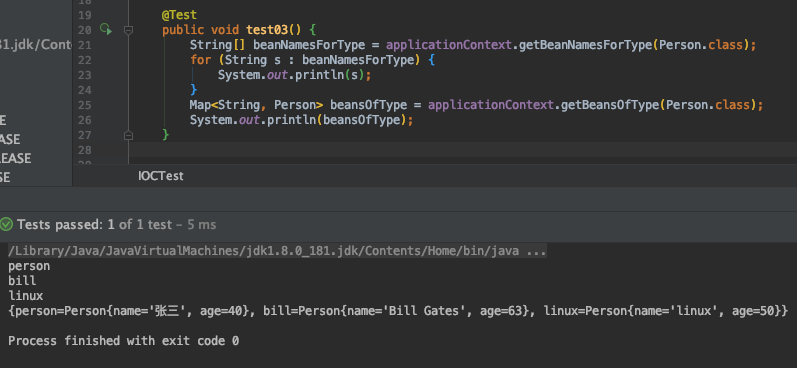 19 @Test
20 public void test03() {
21 String[] beanNamesForType = applicationContext.getBeanNamesForType(Person.class);
22 for (String s : beanNamesForType) {
23 System.out.println(s);
24 }
25 Map<String, Person> beansOfType = applicationContext.getBeansOfType(Person.class);
26 System.out.println(beansOfType);
27 }
28
31.jdk/Cont
E
ASE
EASE
SE
IOCTest
Tests passed: 1 of 1 test – 5 ms
/Library/Java/JavaVirtualMachines/jdk1.8.0_181.jdk/Contents/Home/bin/java ...
person
bill
linux
{person=Person{name='张三', age=40}, bill=Person{name='Bill Gates', age=63}, linux=Person{name='linux', age=50}}
Process finished with exit code 0